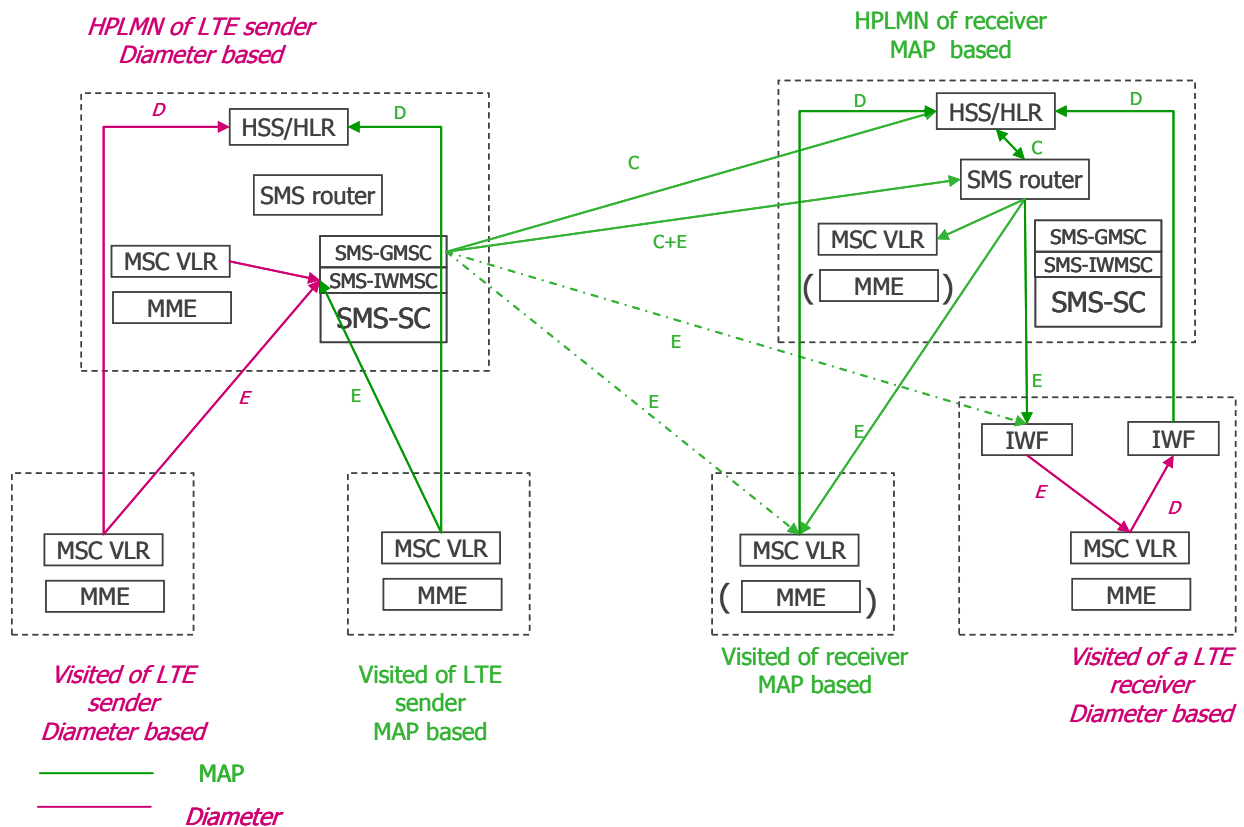 HPLMN of LTE sender
Diameter based
HPLMN of receiver
MAP based
D
D
HSS/HLR
SMS router
MSC VLR
MME
SMS-GMSC
SMS-IWMSC
SMS-SC
D
D
HSS/HLR
C
SMS router
MSC VLR
( MME )
SMS-GMSC
SMS-IWMSC
SMS-SC
C
C+E
E
E
E
E
E
E
IWF
IWF
E
D
MSC VLR
MME
MSC VLR
MME
MSC VLR
( MME )
MSC VLR
MME
Visited of LTE
sender
Diameter based
Visited of LTE
sender
MAP based
Visited of receiver
MAP based
Visited of a LTE
receiver
Diameter based
MAP
Diameter